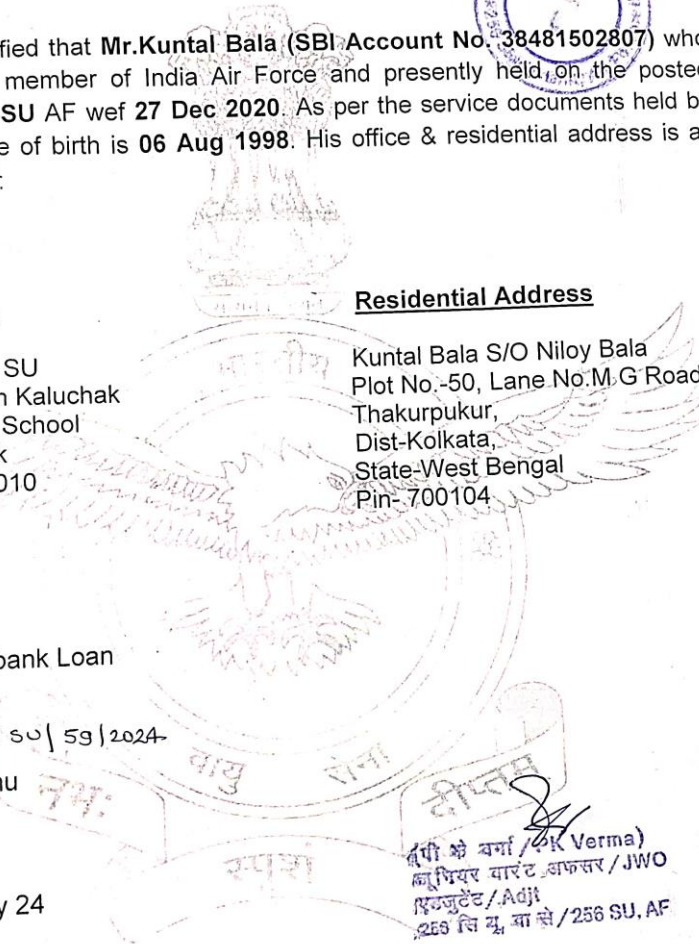 fied that Mr.Kuntal Bala (SBI Account No. 38481502807) who
member of India Air Force and presently held on the posted
SU AF wef 27 Dec 2020. As per the service documents held b
e of birth is 06 Aug 1998. His office & residential address is a
:
Residential Address
SU
n Kaluchak
School
k
010
Kuntal Bala S/O Niloy Bala
Plot No.-50, Lane No.M.G Road
Thakurpukur,
Dist-Kolkata,
State-West Bengal
Pin- 700104
भारतीय
bank Loan
SU/59/2024
nu
नभः
वायु सेना
स्पर्श
दीप्तम
y 24
(पी के वर्मा / PK Verma)
जूनियर वारंट अफसर / JWO
एडजुटेंट / Adjt
256 सि यू, वा से / 256 SU, AF